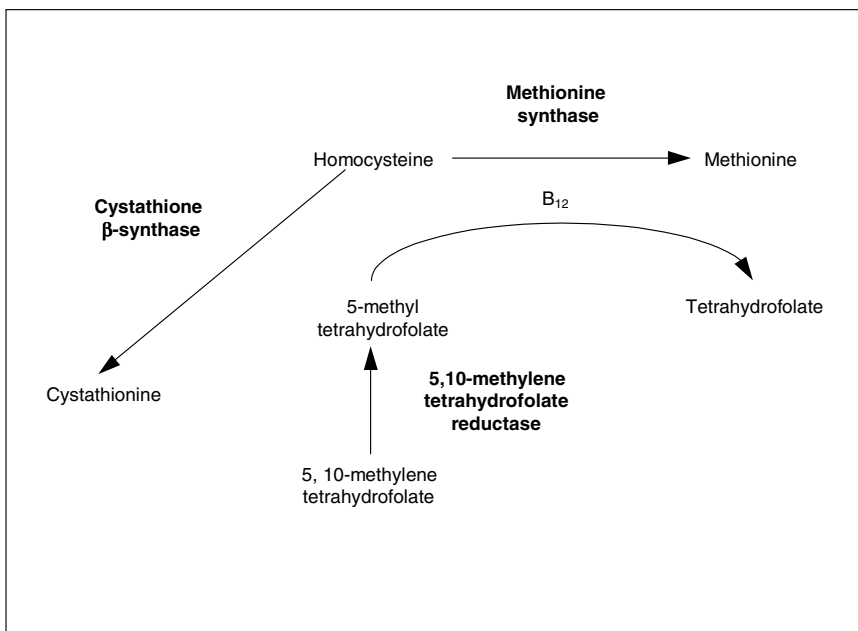 Methionine
synthase
Homocysteine
Methionine
B₁₂
Cystathione
β-synthase
5-methyl
tetrahydrofolate
Tetrahydrofolate
5,10-methylene
tetrahydrofolate
reductase
Cystathionine
5, 10-methylene
tetrahydrofolate